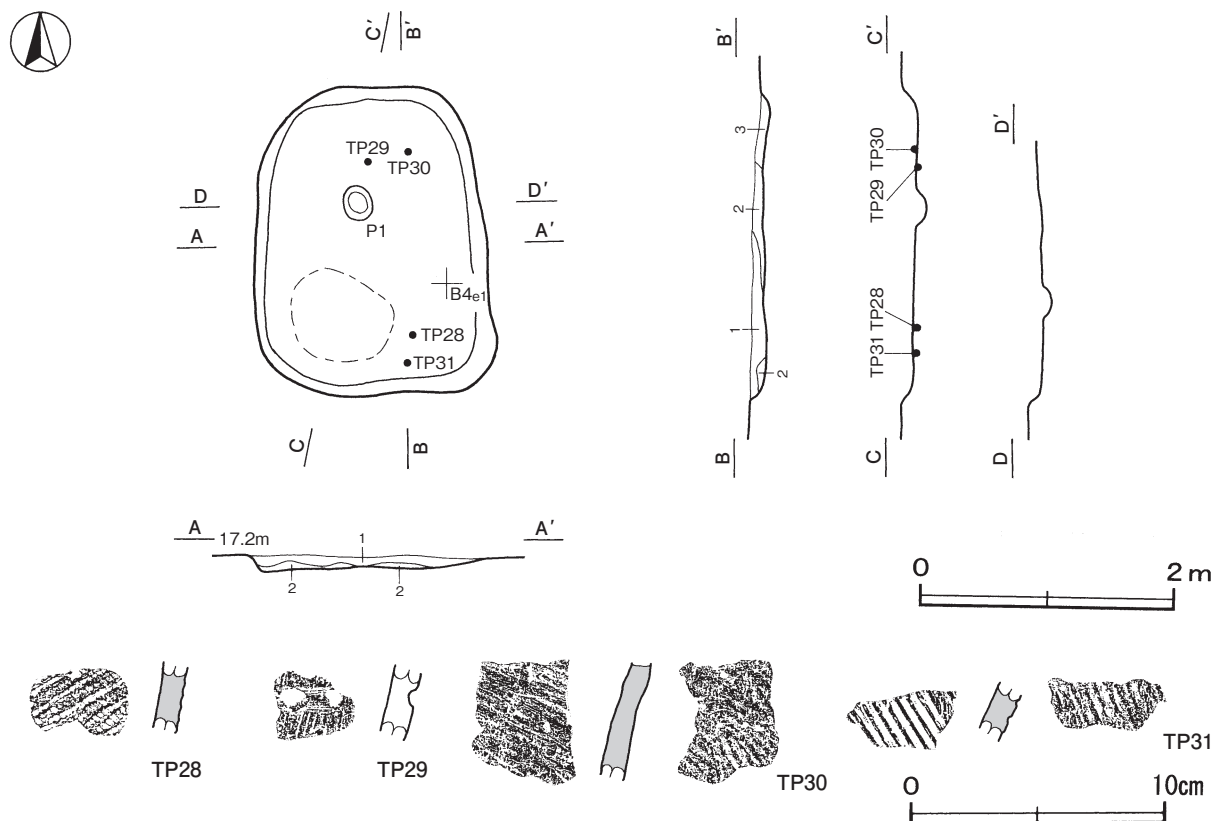 C′ B′
TP29
TP30
D D′
P1
A A′
B4e1
TP28
TP31
C B
B′
3
2
1
2
B
C′
TP30
TP29
TP28
TP31
C
D′
D
A 17.2m 1 A′
2 2
0 2m
TP28
TP29
TP30
TP31
0 10cm